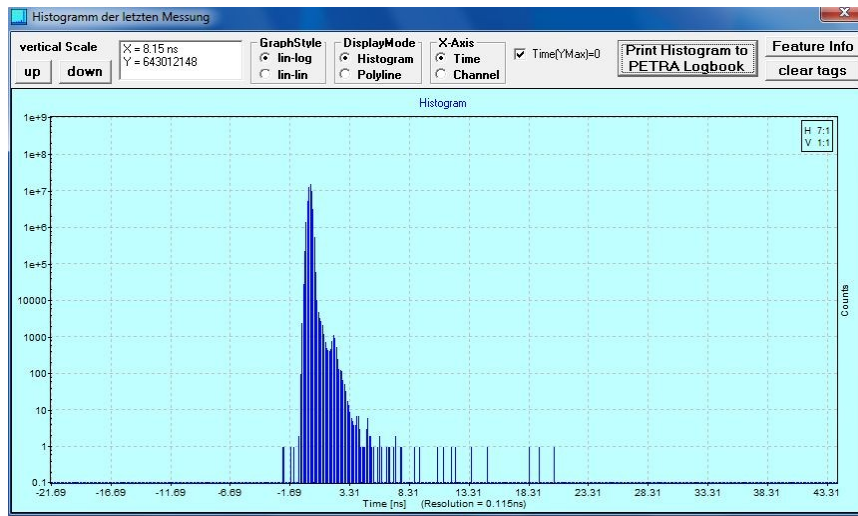 Histogramm der letzten Messung
vertical Scale
up down
X = 8.15 ns
Y = 643012148
GraphStyle
lin-log
lin-lin
DisplayMode
Histogram
Polyline
X-Axis
Time
Channel
Time(YMax)=0
Print Histogram to
PETRA Logbook
Feature Info
clear tags
Histogram
H 7:1
V 1:1
1e+9
1e+8
1e+7
1e+6
1e+5
10000
1000
100
10
1
0.1
Counts
-21.69 -16.69 -11.69 -6.69 -1.69 3.31 8.31 13.31 18.31 23.31 28.31 33.31 38.31 43.31
Time [ns] (Resolution = 0.115ns)